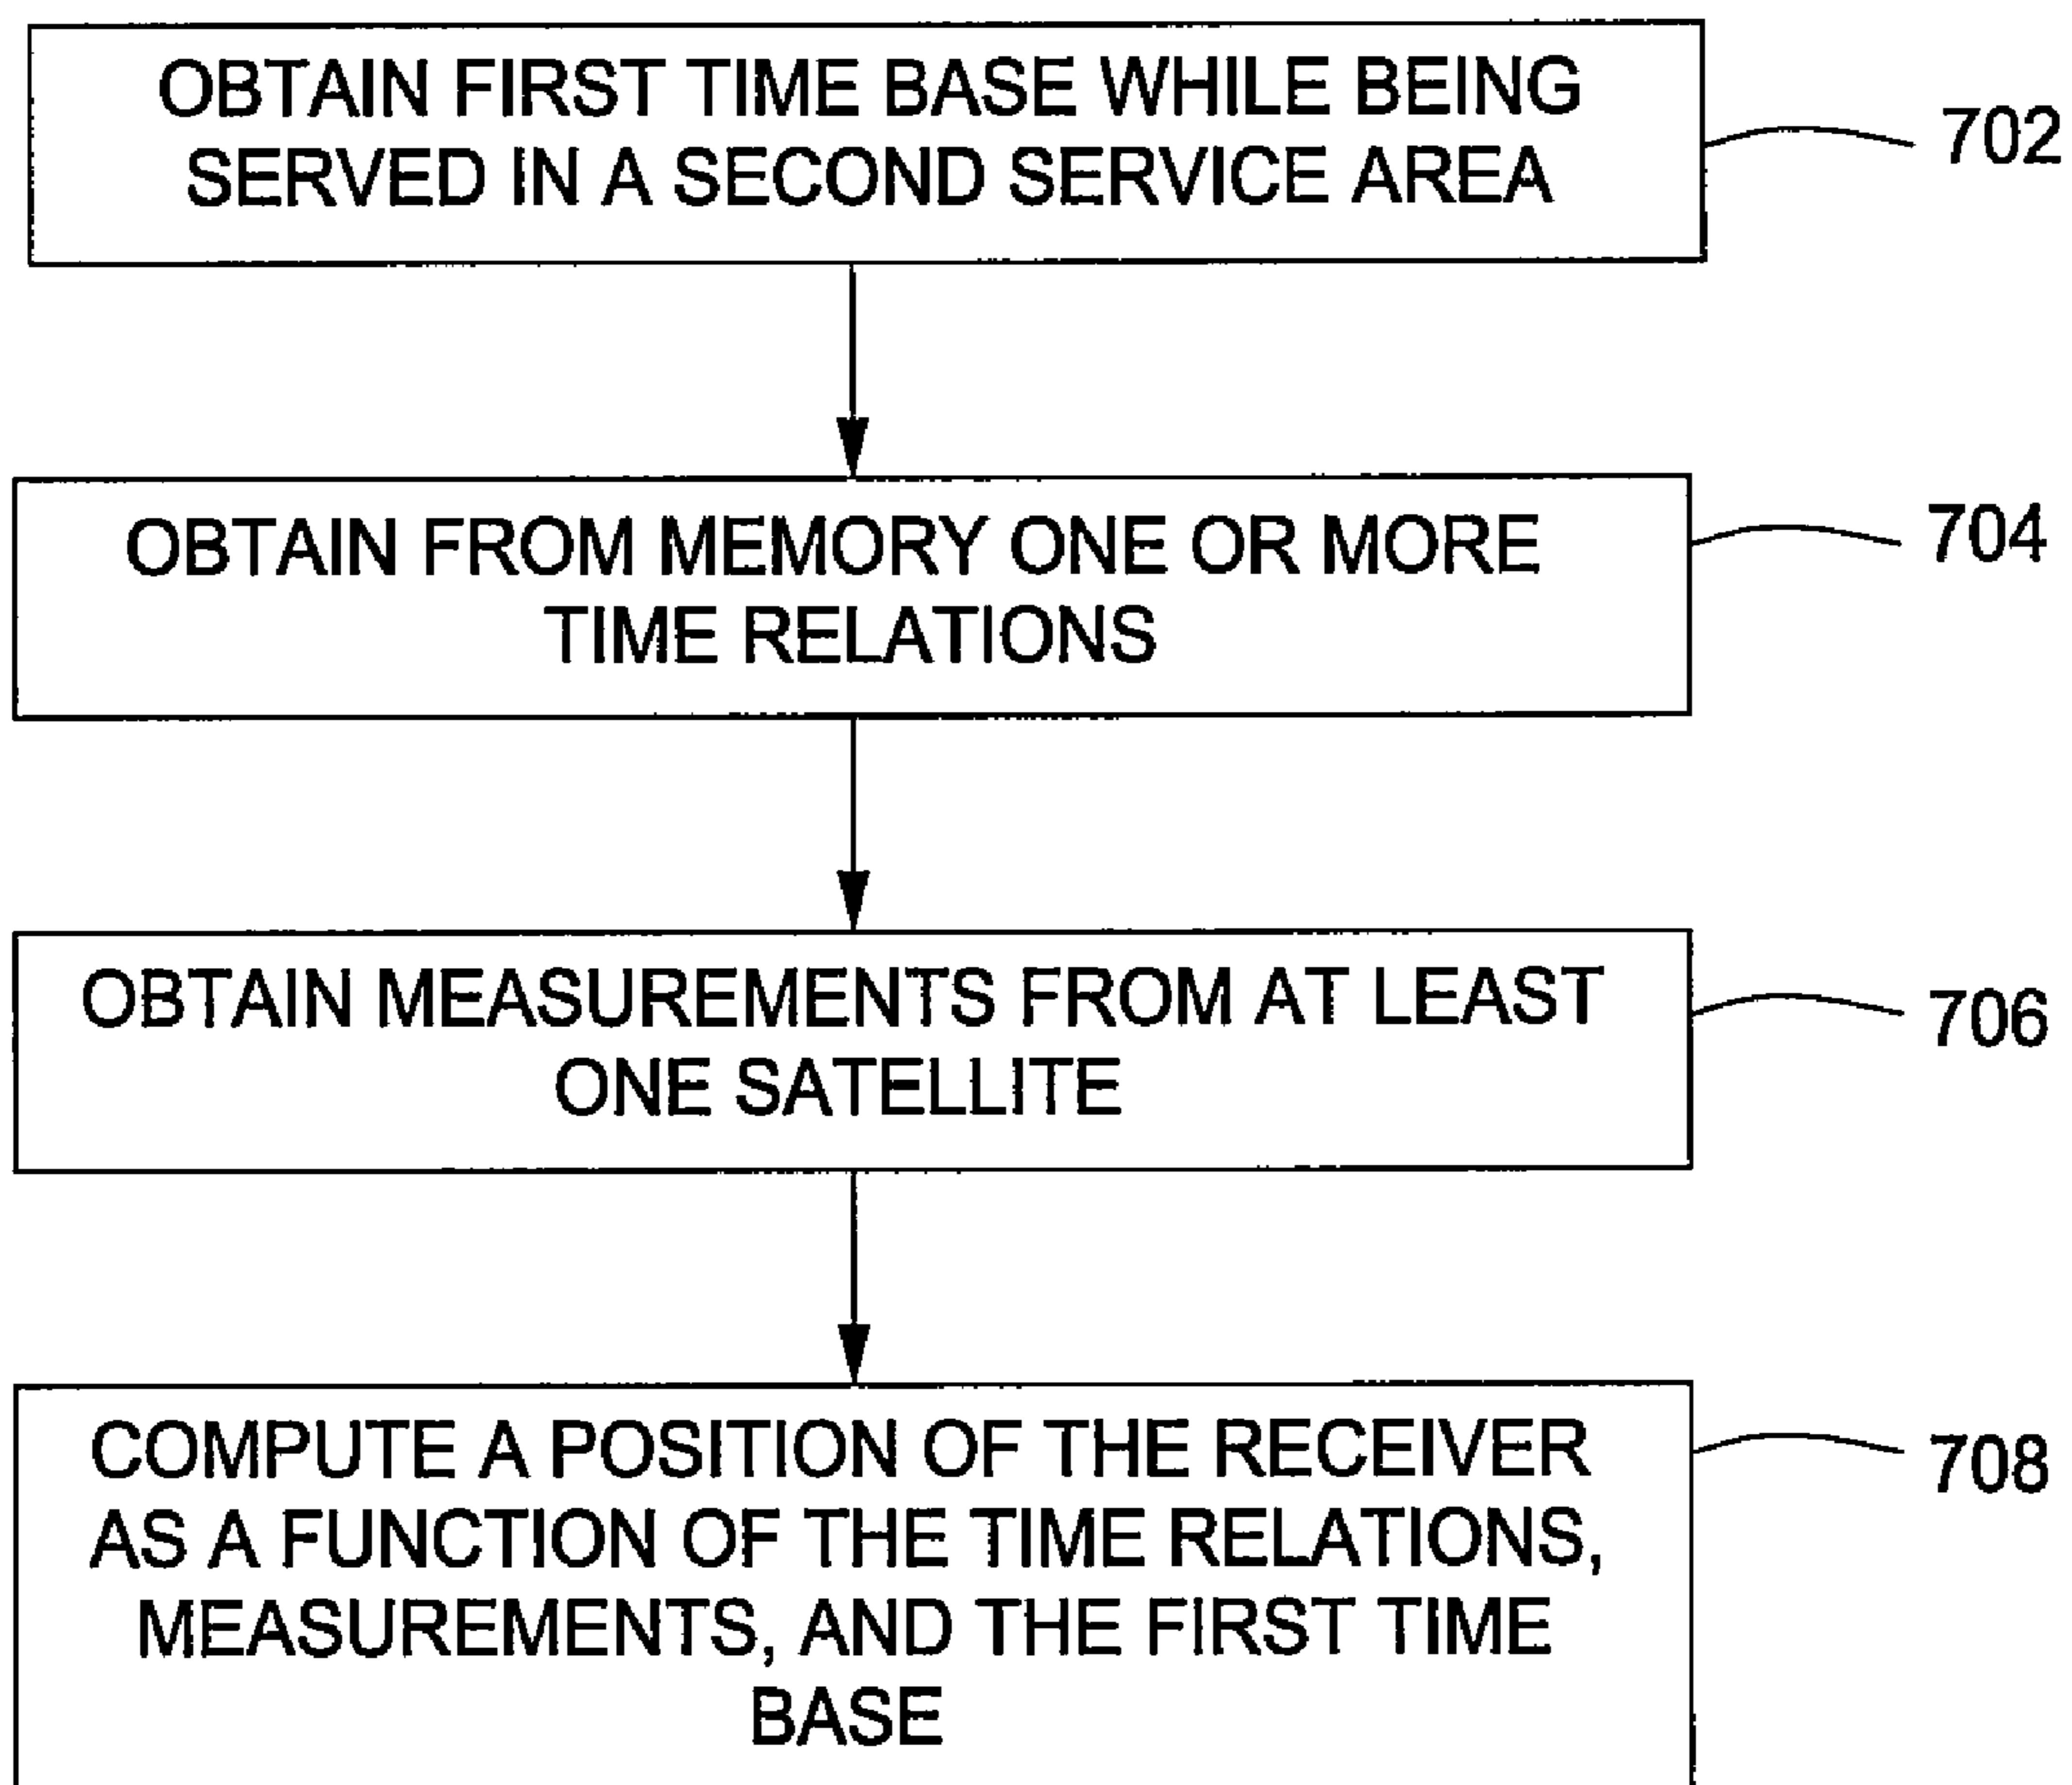 OBTAIN FIRST TIME BASE WHILE BEING
SERVED IN A SECOND SERVICE AREA
702
OBTAIN FROM MEMORY ONE OR MORE
TIME RELATIONS
704
OBTAIN MEASUREMENTS FROM AT LEAST
ONE SATELLITE
706
COMPUTE A POSITION OF THE RECEIVER
AS A FUNCTION OF THE TIME RELATIONS,
MEASUREMENTS, AND THE FIRST TIME
BASE
708